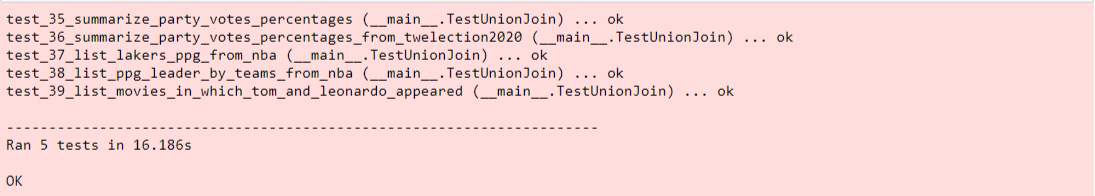 test_35_summarize_party_votes_percentages (__main__.TestUnionJoin) ... ok
test_36_summarize_party_votes_percentages_from_twelection2020 (__main__.TestUnionJoin) ... ok
test_37_list_lakers_ppg_from_nba (__main__.TestUnionJoin) ... ok
test_38_list_ppg_leader_by_teams_from_nba (__main__.TestUnionJoin) ... ok
test_39_list_movies_in_which_tom_and_leonardo_appeared (__main__.TestUnionJoin) ... ok
----------------------------------------------------------------------
Ran 5 tests in 16.186s
OK